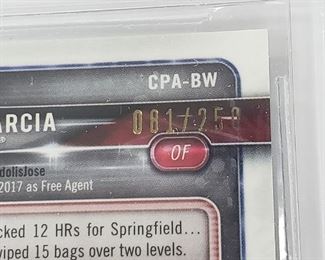 CPA-BW
ARCIA
081/250
OF
dolisJose
2017 as Free Agent
cked 12 HRs for Springfield...
wiped 15 bags over two levels.